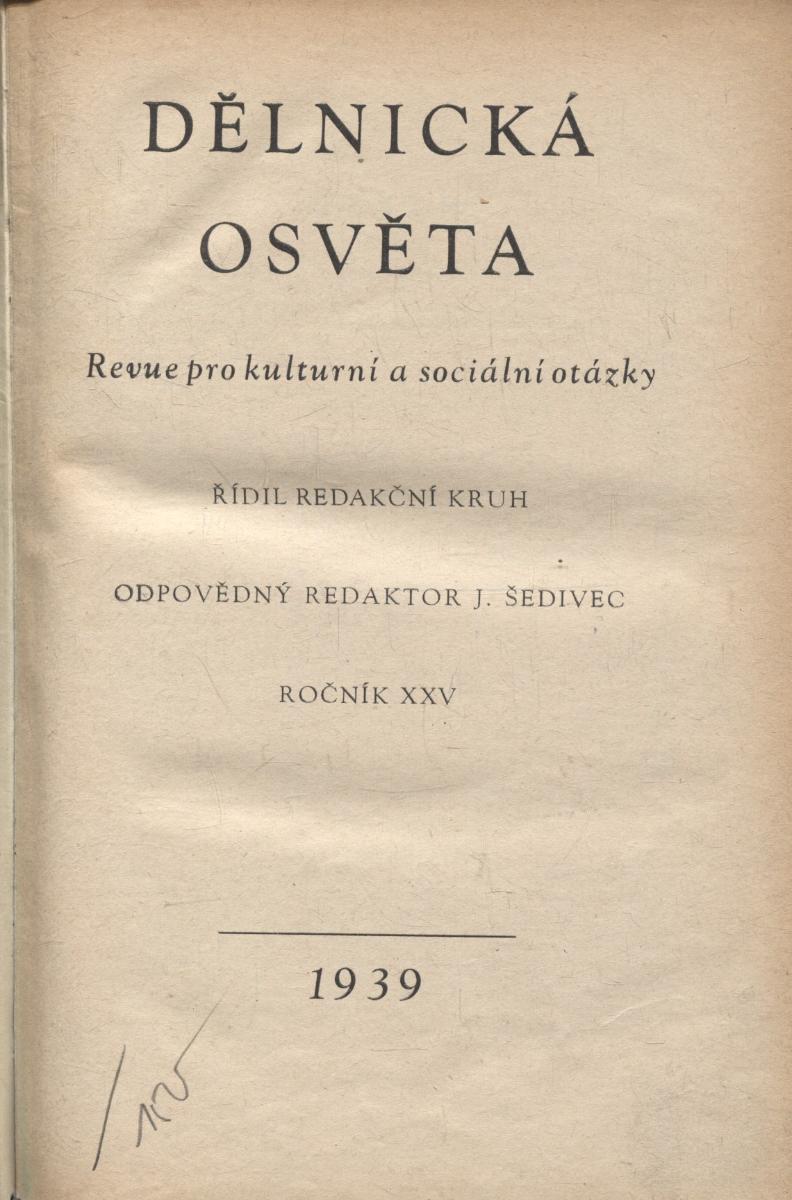 DĚLNICKÁ
OSVĚTA
Revue pro kulturní a sociální otázky
ŘÍDIL REDAKČNÍ KRUH
ODPOVĚDNÝ REDAKTOR J. ŠEDIVEC
ROČNÍK XXV
1939